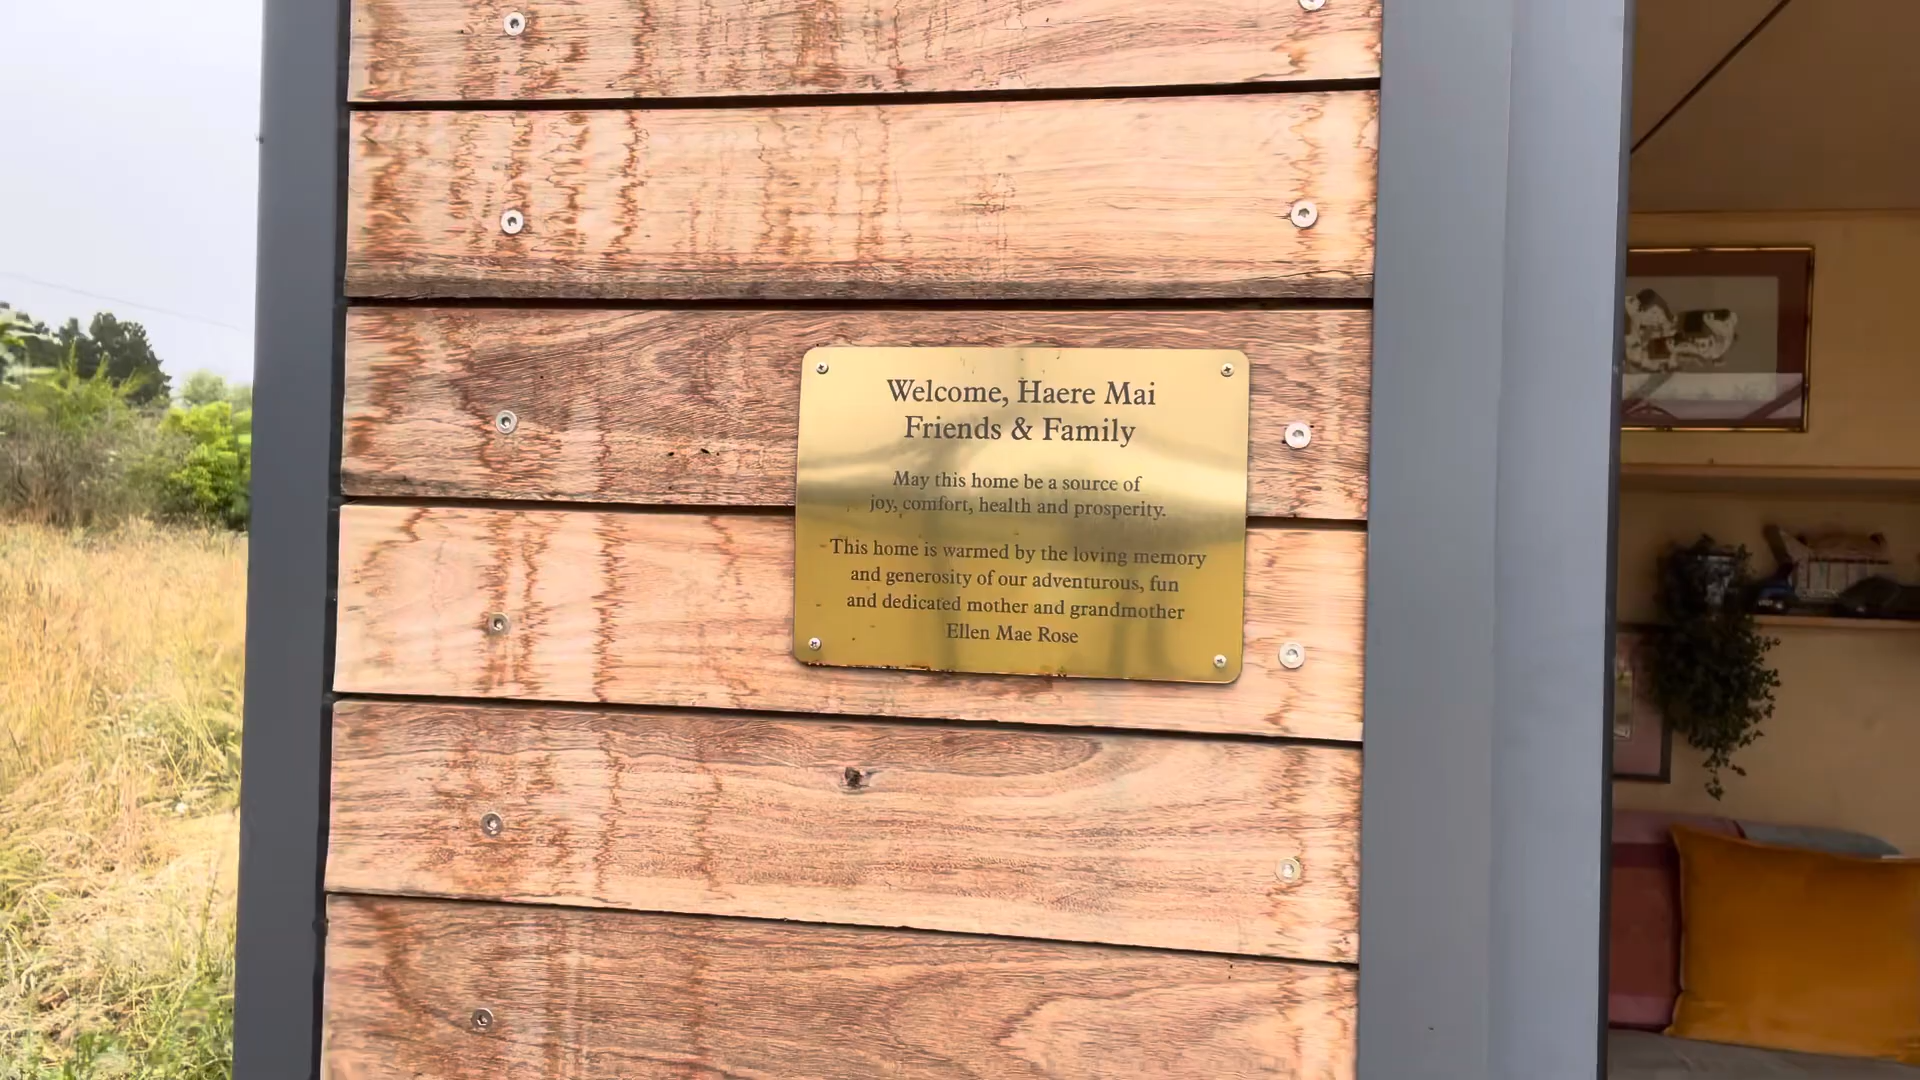 Welcome, Haere Mai
Friends & Family
May this home be a source of
joy, comfort, health and prosperity.
This home is warmed by the loving memory
and generosity of our adventurous, fun
and dedicated mother and grandmother
Ellen Mae Rose